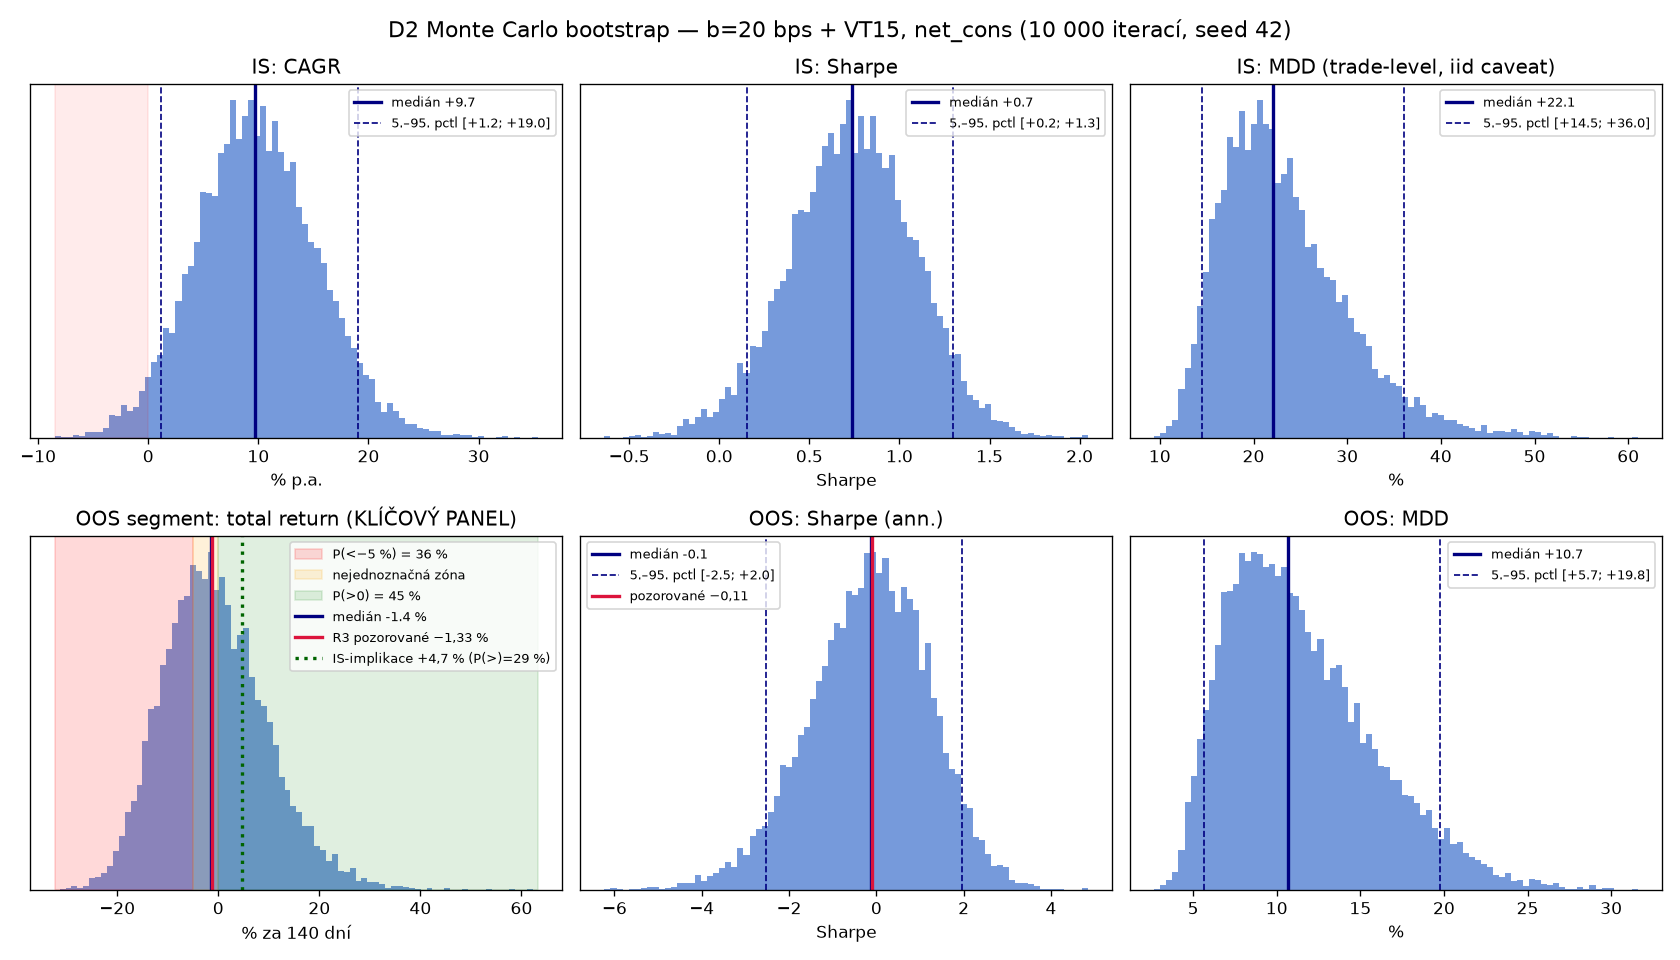 D2 Monte Carlo bootstrap — b=20 bps + VT15, net_cons (10 000 iterací, seed 42)
IS: CAGR
medián +9.7
5.–95. pctl [+1.2; +19.0]
−10 0 10 20 30
% p.a.
IS: Sharpe
medián +0.7
5.–95. pctl [+0.2; +1.3]
−0.5 0.0 0.5 1.0 1.5 2.0
Sharpe
IS: MDD (trade-level, iid caveat)
medián +22.1
5.–95. pctl [+14.5; +36.0]
10 20 30 40 50 60
%
OOS segment: total return (KLÍČOVÝ PANEL)
P(<−5 %) = 36 %
nejednoznačná zóna
P(>0) = 45 %
medián -1.4 %
R3 pozorované −1,33 %
IS-implikace +4,7 % (P(>)=29 %)
−20 0 20 40 60
% za 140 dní
OOS: Sharpe (ann.)
medián -0.1
5.–95. pctl [-2.5; +2.0]
pozorované −0,11
−6 −4 −2 0 2 4
Sharpe
OOS: MDD
medián +10.7
5.–95. pctl [+5.7; +19.8]
5 10 15 20 25 30
%